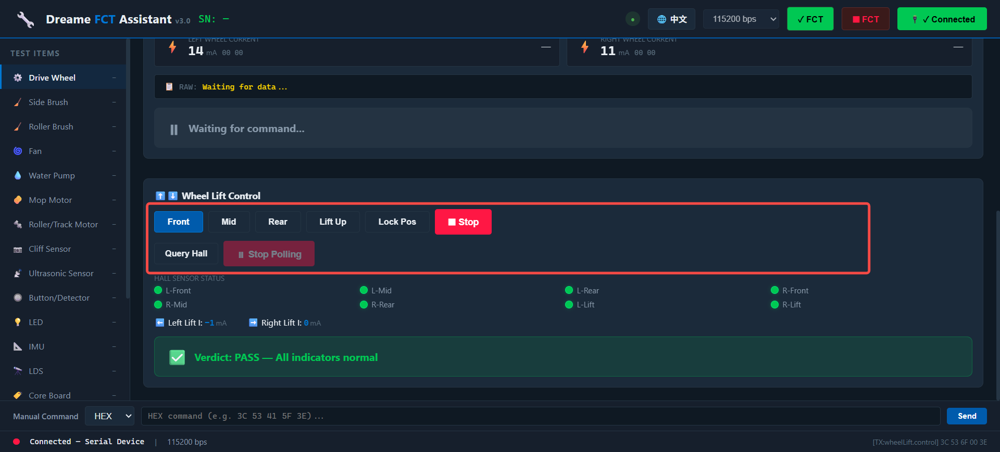 Dreame FCT Assistant v3.0 SN: —
中文
115200 bps
✓ FCT
FCT
✓ Connected
TEST ITEMS
Drive Wheel –
Side Brush –
Roller Brush –
Fan –
Water Pump –
Mop Motor –
Roller/Track Motor –
Cliff Sensor –
Ultrasonic Sensor –
Button/Detector –
LED –
IMU –
LDS –
Core Board –
LEFT WHEEL CURRENT
14 mA 00 00 —
RIGHT WHEEL CURRENT
11 mA 00 00 —
RAW: Waiting for data...
Waiting for command...
Wheel Lift Control
Front Mid Rear Lift Up Lock Pos Stop
Query Hall Stop Polling
HALL SENSOR STATUS
L-Front L-Mid L-Rear R-Front
R-Mid R-Rear L-Lift R-Lift
Left Lift I: -1 mA Right Lift I: 0 mA
Verdict: PASS — All indicators normal
Manual Command HEX HEX command (e.g. 3C 53 41 5F 3E)... Send
Connected — Serial Device | 115200 bps [TX:wheelLift.control] 3C 53 6F 00 3E